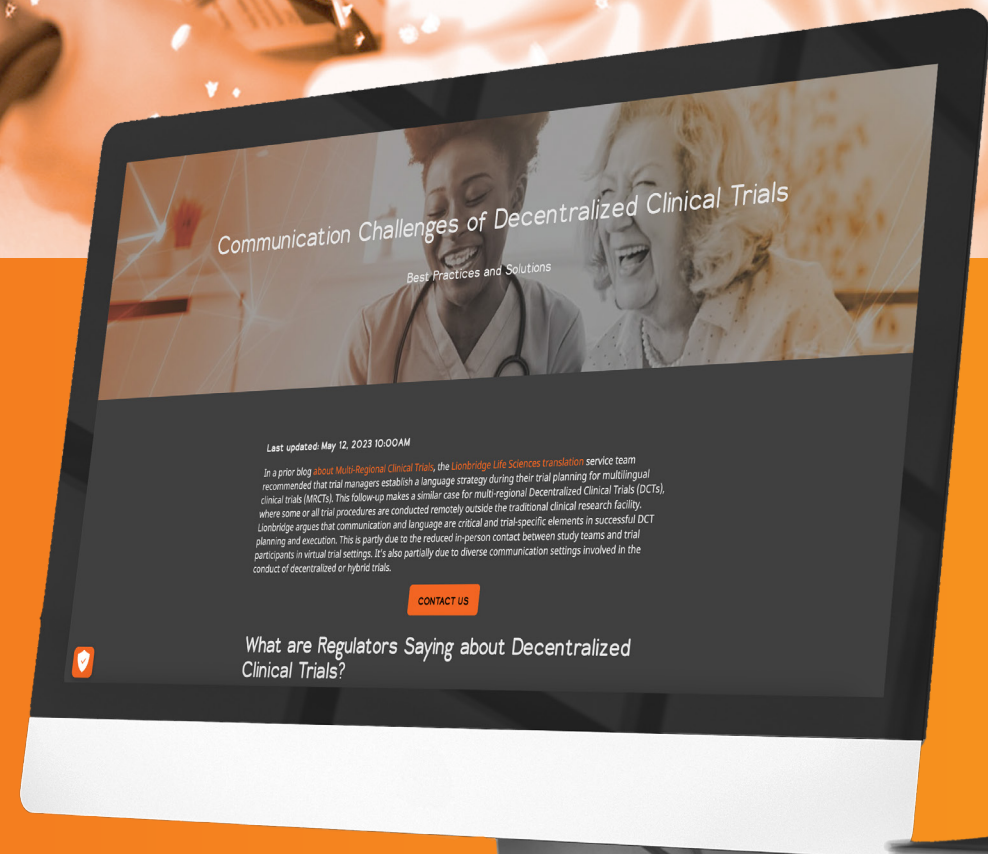 Communication Challenges of Decentralized Clinical Trials
Best Practices and Solutions
Last updated: May 12, 2023 10:00AM
In a prior blog about Multi-Regional Clinical Trials, the Lionbridge Life Sciences translation service team
recommended that trial managers establish a language strategy during their trial planning for multilingual
clinical trials (MRCTs). This follow-up makes a similar case for multi-regional Decentralized Clinical Trials (DCTs),
where some or all trial procedures are conducted remotely outside the traditional clinical research facility.
Lionbridge argues that communication and language are critical and trial-specific elements in successful DCT
planning and execution. This is partly due to the reduced in-person contact between study teams and trial
participants in virtual trial settings. It's also partially due to diverse communication settings involved in the
conduct of decentralized or hybrid trials.
CONTACT US
What are Regulators Saying about Decentralized
Clinical Trials?